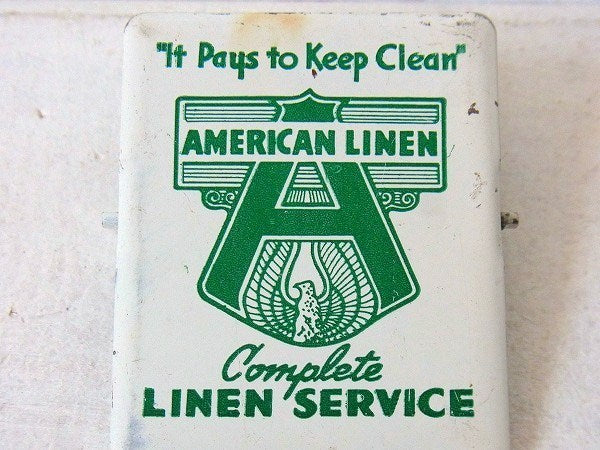 "It Pays to Keep Clean"
AMERICAN LINEN
A
Complete
LINEN SERVICE